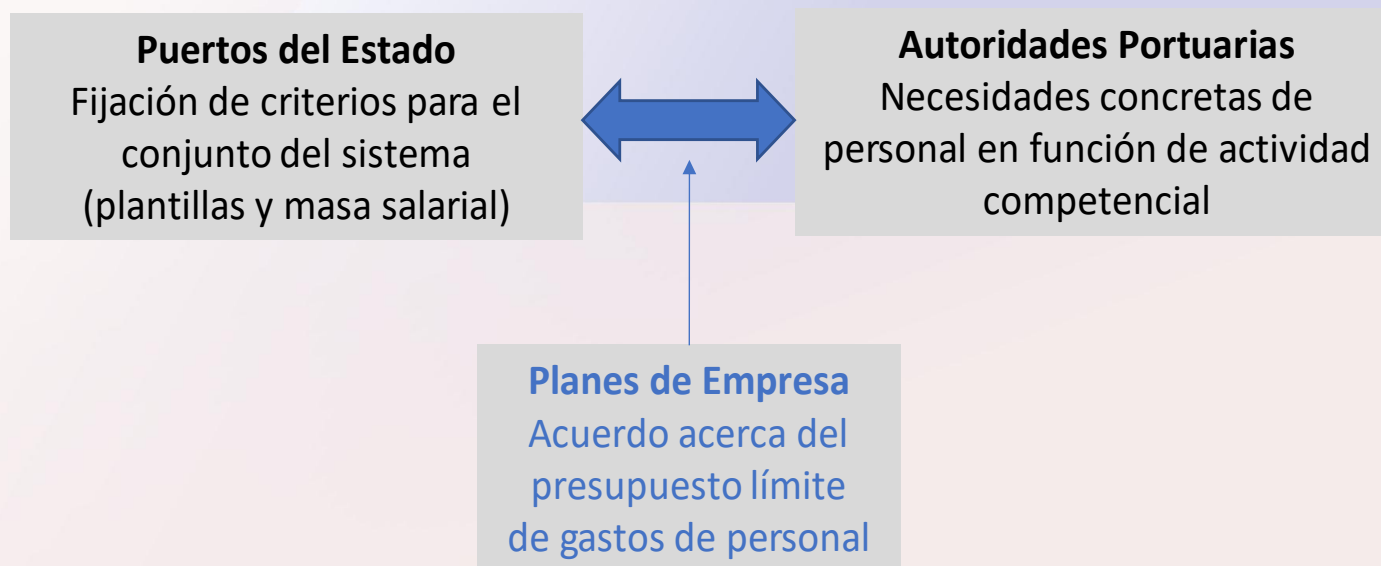 Puertos del Estado
Fijación de criterios para el
conjunto del sistema
(plantillas y masa salarial)
Autoridades Portuarias
Necesidades concretas de
personal en función de actividad
competencial
Planes de Empresa
Acuerdo acerca del
presupuesto límite
de gastos de personal